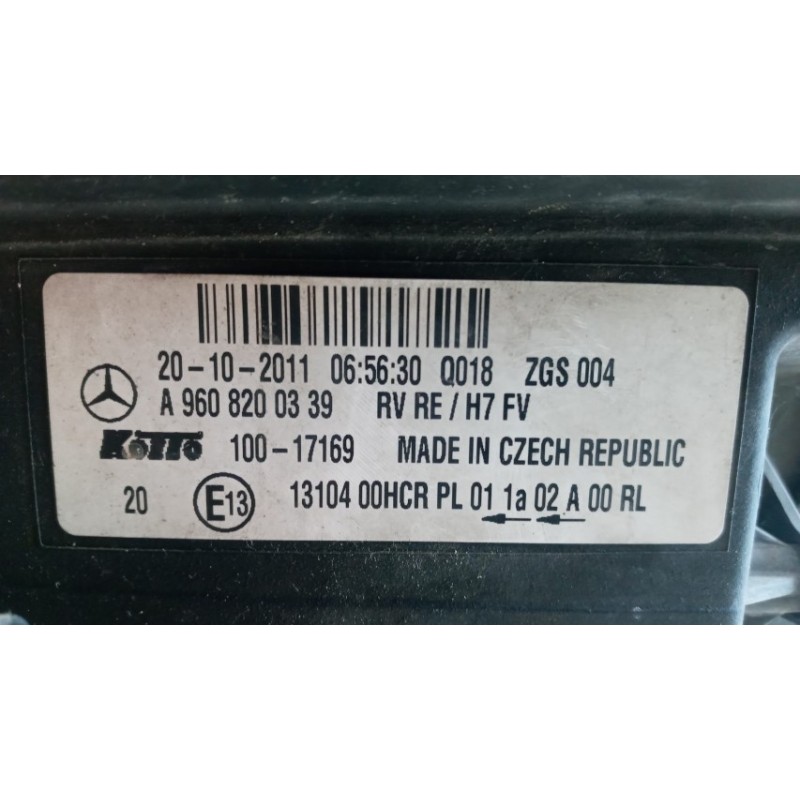 20-10-2011 06:56:30 Q018 ZGS 004
A 960 820 03 39 RV RE / H7 FV
KOITO 100-17169 MADE IN CZECH REPUBLIC
20 E13 13104 00HCR PL 01 1a 02 A 00 RL